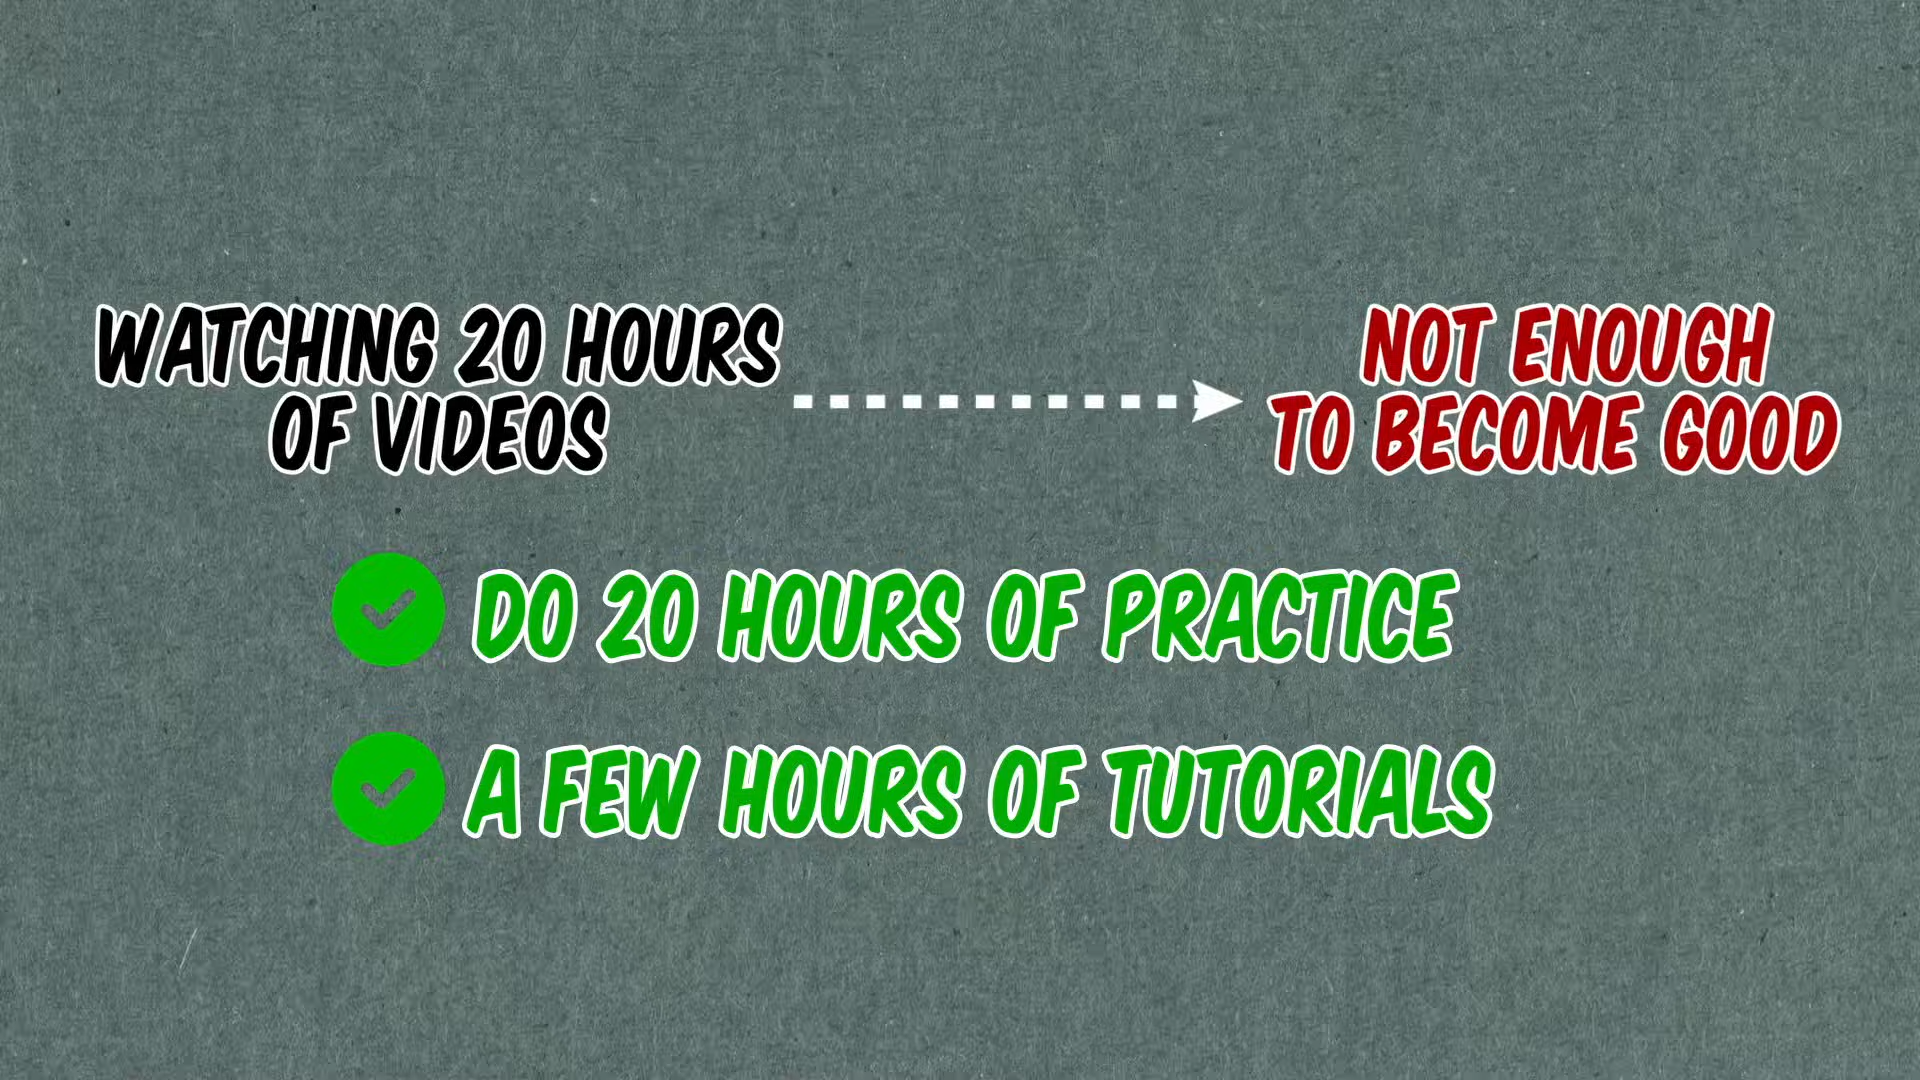 WATCHING 20 HOURS
OF VIDEOS
NOT ENOUGH
TO BECOME GOOD
DO 20 HOURS OF PRACTICE
A FEW HOURS OF TUTORIALS